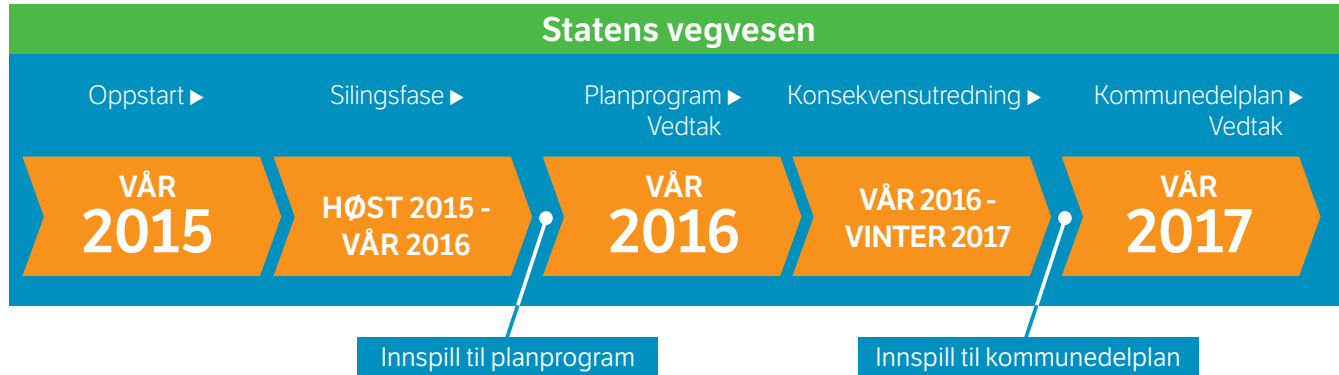 Statens vegvesen
Oppstart ▶
Silingsfase ▶
Planprogram ▶
Vedtak
Konsekvensutredning ▶
Kommunedelplan ▶
Vedtak
VÅR
2015
HØST 2015 -
VÅR 2016
VÅR
2016
VÅR 2016 -
VINTER 2017
VÅR
2017
Innspill til planprogram
Innspill til kommunedelplan